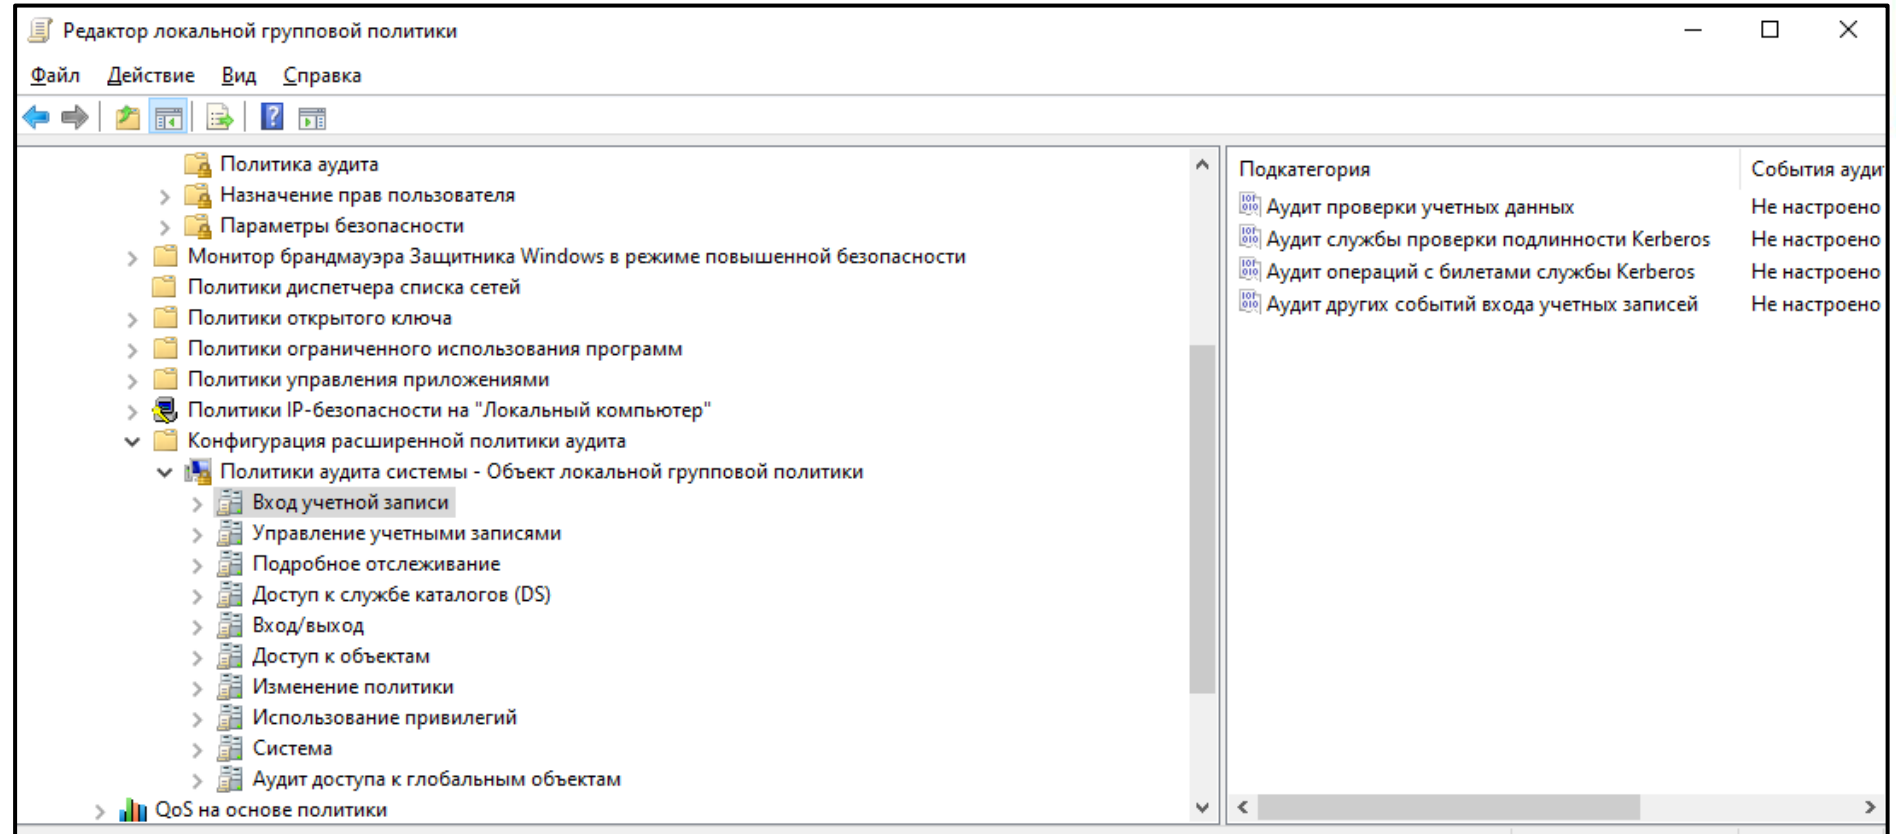 Редактор локальной групповой политики
Файл Действие Вид Справка
Политика аудита
Назначение прав пользователя
Параметры безопасности
Монитор брандмауэра Защитника Windows в режиме повышенной безопасности
Политики диспетчера списка сетей
Политики открытого ключа
Политики ограниченного использования программ
Политики управления приложениями
Политики IP-безопасности на "Локальный компьютер"
Конфигурация расширенной политики аудита
Политики аудита системы - Объект локальной групповой политики
Вход учетной записи
Управление учетными записями
Подробное отслеживание
Доступ к службе каталогов (DS)
Вход/выход
Доступ к объектам
Изменение политики
Использование привилегий
Система
Аудит доступа к глобальным объектам
QoS на основе политики
Подкатегория События ауди
Аудит проверки учетных данных Не настроено
Аудит службы проверки подлинности Kerberos Не настроено
Аудит операций с билетами службы Kerberos Не настроено
Аудит других событий входа учетных записей Не настроено